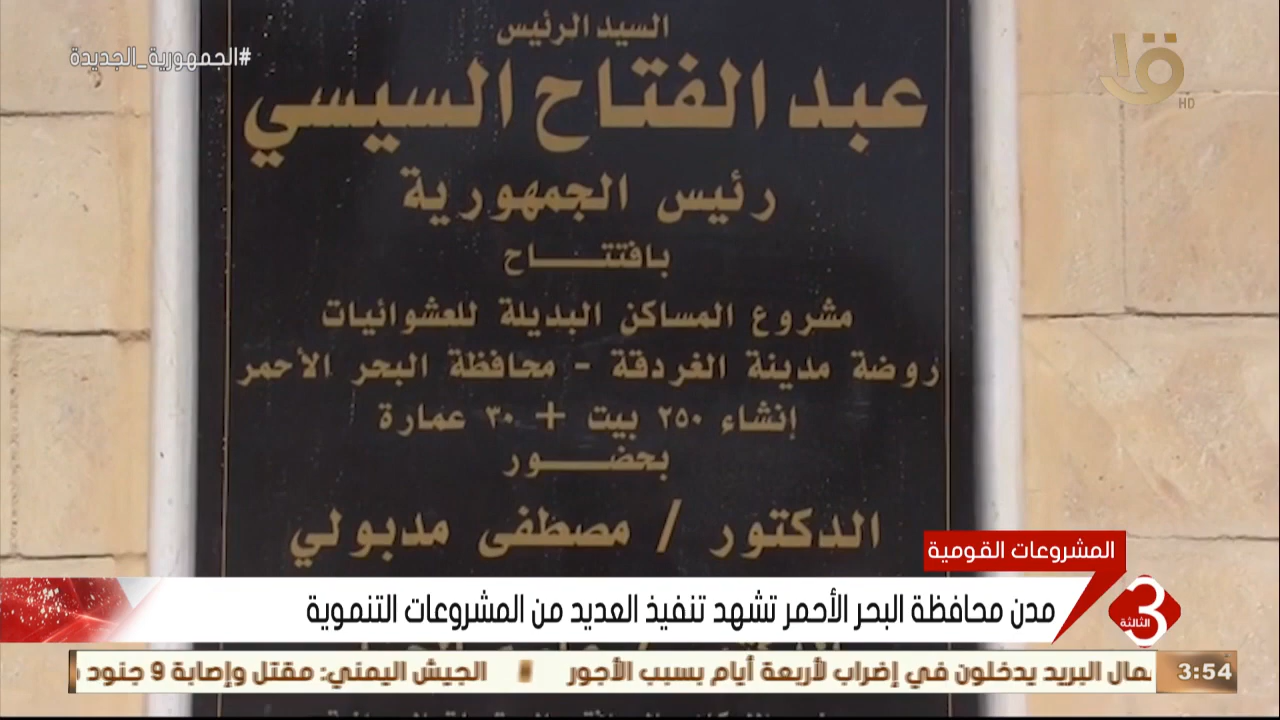 #الجمهورية_الجديدة
HD
السيد الرئيس
عبد الفتاح السيسي
رئيس الجمهورية
بافتتاح
مشروع المساكن البديلة للعشوائيات
روضة مدينة الغردقة - محافظة البحر الأحمر
إنشاء ٢٥٠ بيت + ٣٠ عمارة
بحضور
الدكتور / مصطفى مدبولي
المشروعات القومية
مدن محافظة البحر الأحمر تشهد تنفيذ العديد من المشروعات التنموية
3 الثالثة
البريد يدخلون في إضراب لأربعة أيام بسبب الأجور
الجيش اليمني: مقتل وإصابة 9 جنود
3:54